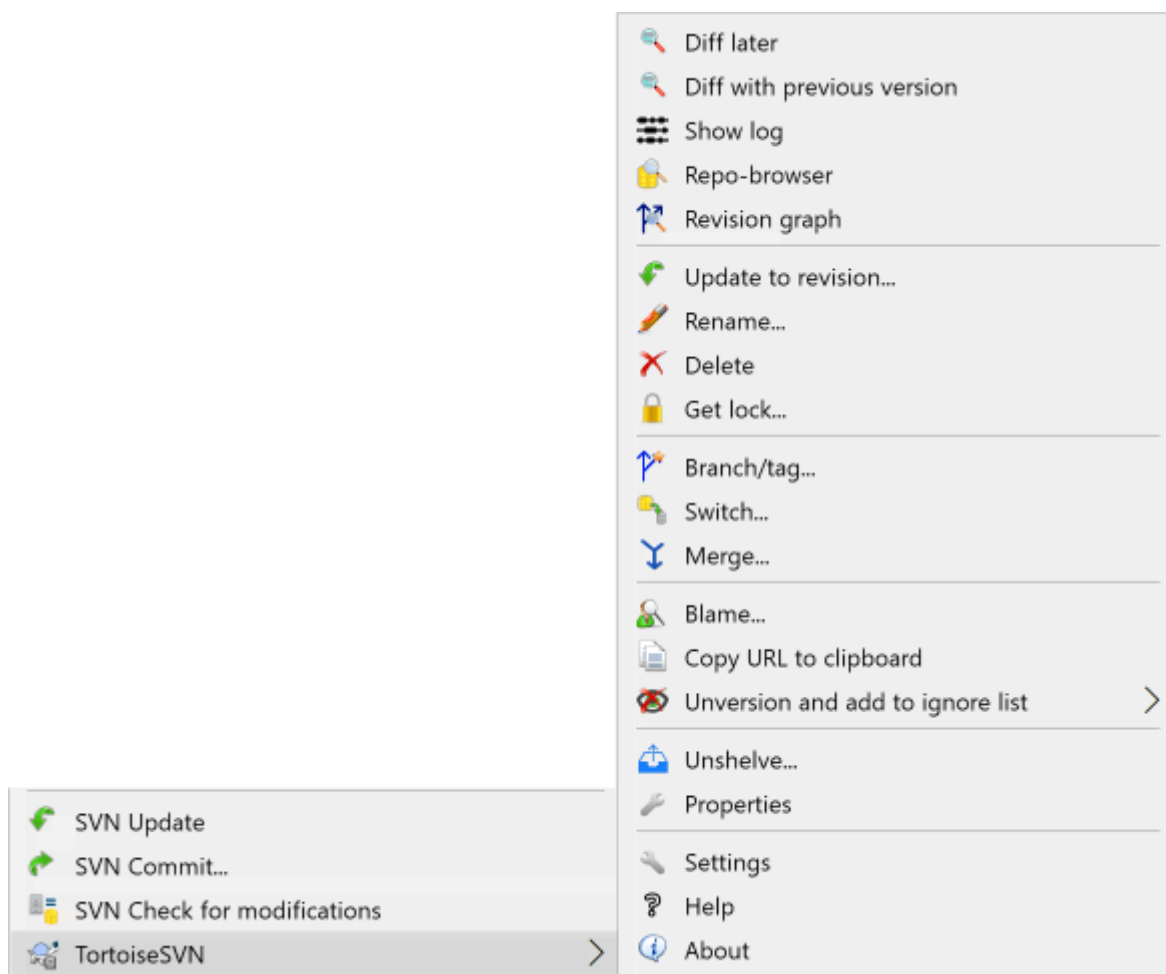 Diff later
Diff with previous version
Show log
Repo-browser
Revision graph
Update to revision...
Rename...
Delete
Get lock...
Branch/tag...
Switch...
Merge...
Blame...
Copy URL to clipboard
Unversion and add to ignore list
Unshelve...
Properties
Settings
Help
About
SVN Update
SVN Commit...
SVN Check for modifications
TortoiseSVN